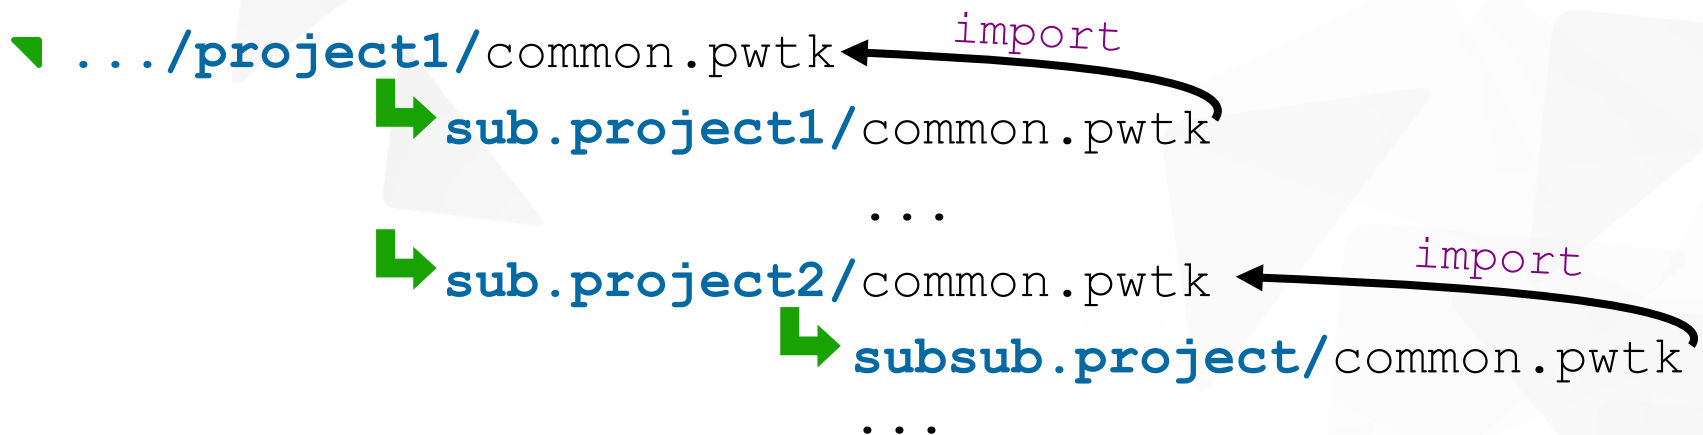 .../project1/common.pwtk import
sub.project1/common.pwtk
...
sub.project2/common.pwtk import
subsub.project/common.pwtk
...